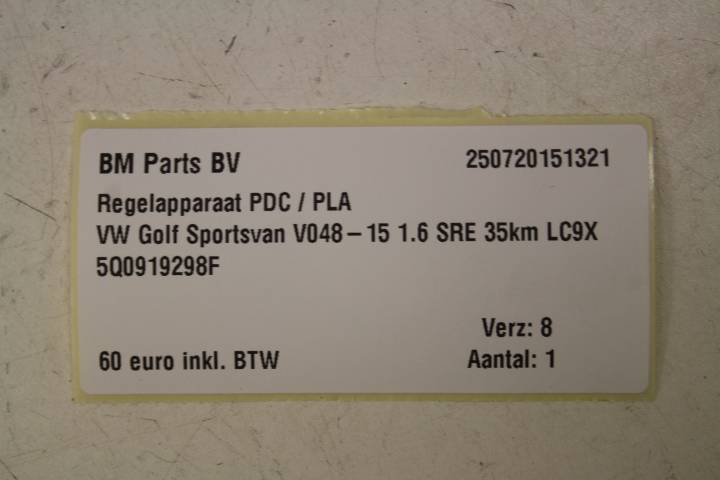 BM Parts BV 250720151321
Regelapparaat PDC / PLA
VW Golf Sportsvan V048-15 1.6 SRE 35km LC9X
5Q0919298F
Verz: 8
60 euro inkl. BTW Aantal: 1